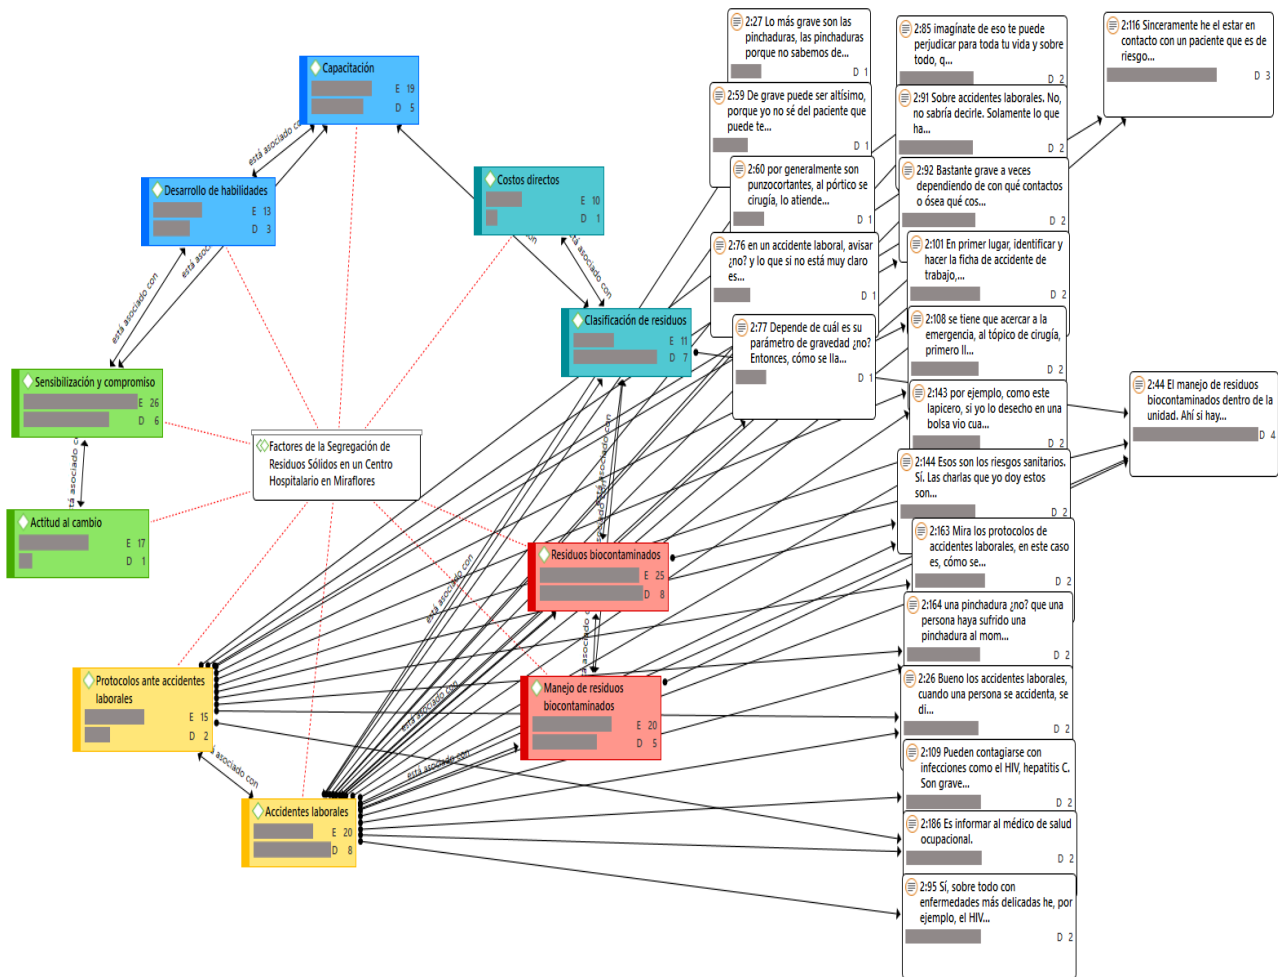 Capacitación
E 19
D 5
está asociado co
Desarrollo de habilidades
E 13
D 3
está asociado con
está asoc
Sensibilización y compromiso
E 26
D 6
tá asociado c
Actitud al cambio
E 17
D 1
Costos directos
E 10
D 1
on
stá asociado con
Clasificación de residuos
E 11
D 7
Factores de la Segregación de
Residuos Sólidos en un Centro
Hospitalario en Miraflores
Residuos biocontaminados
E 25
D 8
Manejo de residuos
biocontaminados
E 20
D 5
Protocolos ante accidentes
laborales
E 15
D 2
asociado con
Accidentes laborales
E 20
D 8
está asociado con
está asociado con
está asociado con
2:27 Lo más grave son las
pinchaduras, las pinchaduras
porque no sabemos de...
D 1
2:59 De grave puede ser altísimo,
porque yo no sé del paciente que
puede te...
D 1
2:60 por generalmente son
punzocortantes, al pórtico se
cirugía, lo atiende...
D 1
2:76 en un accidente laboral, avisar
¿no? y lo que si no está muy claro
es...
D 1
2:77 Depende de cuál es su
parámetro de gravedad ¿no?
Entonces, cómo se lla...
D 1
2:85 imagínate de eso te puede
perjudicar para toda tu vida y sobre
todo, q...
D 2
2:91 Sobre accidentes laborales. No,
no sabría decirle. Solamente lo que
ha...
D 2
2:92 Bastante grave a veces
dependiendo de con qué contactos
o ósea qué cos...
D 2
2:101 En primer lugar, identificar y
hacer la ficha de accidente de
trabajo,...
D 2
2:108 se tiene que acercar a la
emergencia, al tópico de cirugía,
primero ll...
D 2
2:143 por ejemplo, como este
lapicero, si yo lo desecho en una
bolsa vio cua...
D 2
2:144 Esos son los riesgos sanitarios.
Sí. Las charlas que yo doy estos
son...
D 2
2:163 Mira los protocolos de
accidentes laborales, en este caso
es, cómo se...
D 2
2:164 una pinchadura ¿no? que una
persona haya sufrido una
pinchadura al mom...
D 2
2:26 Bueno los accidentes laborales,
cuando una persona se accidenta, se
di...
D 2
2:109 Pueden contagiarse con
infecciones como el HIV, hepatitis C.
Son grave...
D 2
2:186 Es informar al médico de salud
ocupacional.
D 2
2:95 Sí, sobre todo con
enfermedades más delicadas he, por
ejemplo, el HIV...
D 2
2:116 Sinceramente he el estar en
contacto con un paciente que es de
riesgo...
D 3
2:44 El manejo de residuos
biocontaminados dentro de la
unidad. Ahí si hay...
D 4